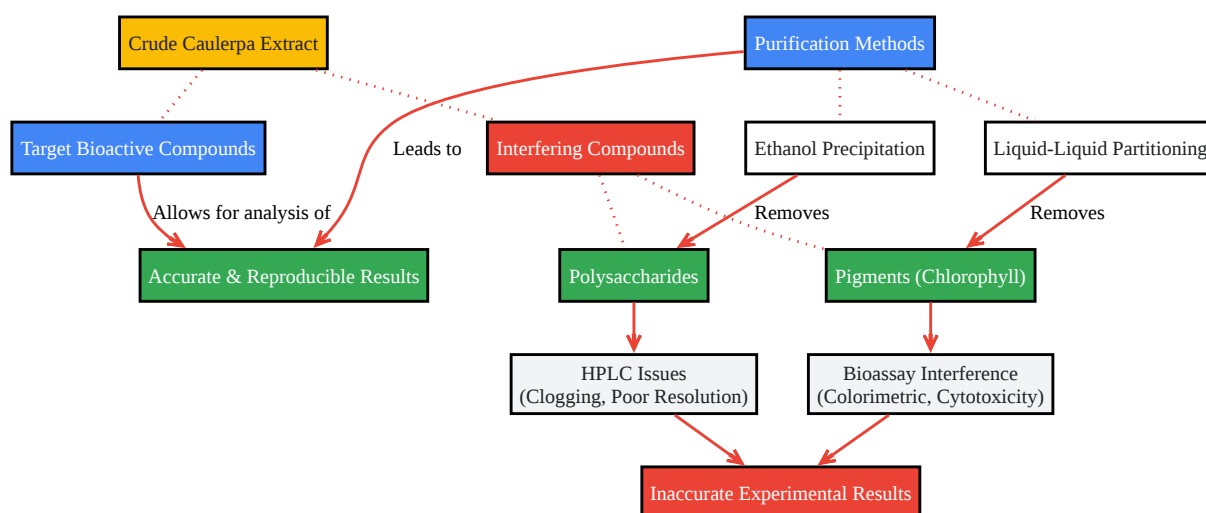 Crude Caulerpa Extract
Purification Methods
Target Bioactive Compounds
Leads to
Interfering Compounds
Ethanol Precipitation
Liquid-Liquid Partitioning
Allows for analysis of
Removes
Removes
Accurate & Reproducible Results
Polysaccharides
Pigments (Chlorophyll)
HPLC Issues
(Clogging, Poor Resolution)
Bioassay Interference
(Colorimetric, Cytotoxicity)
Inaccurate Experimental Results